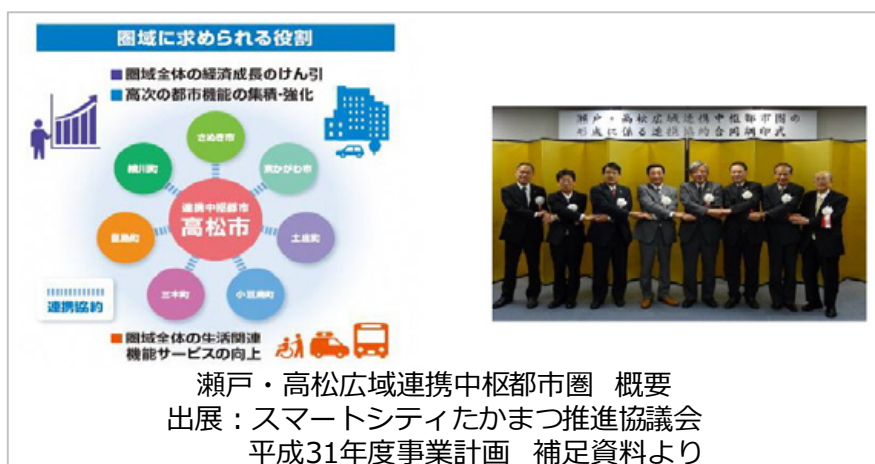 圏域に求められる役割
■圏域全体の経済成長のけん引
■高次の都市機能の集積・強化
さぬき市
綾川町
東かがわ市
連携中枢都市
高松市
直島町
土庄町
三木町
小豆島町
連携協約
■圏域全体の生活関連
機能サービスの向上
瀬戸・高松広域連携中枢都市圏の
形成に係る連携協約合同調印式
瀬戸・高松広域連携中枢都市圏 概要
出展：スマートシティたかまつ推進協議会
平成31年度事業計画 補足資料より